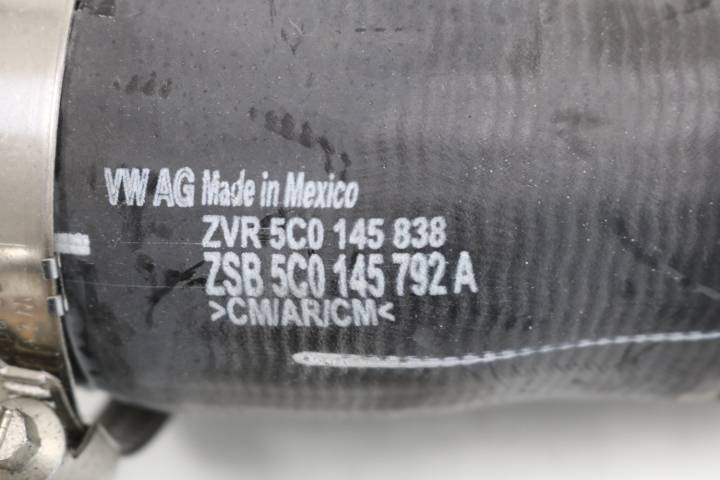 VW AG Made in Mexico
ZVR 5C0 145 838
ZSB 5C0 145 792 A
>CM/AR/CM<